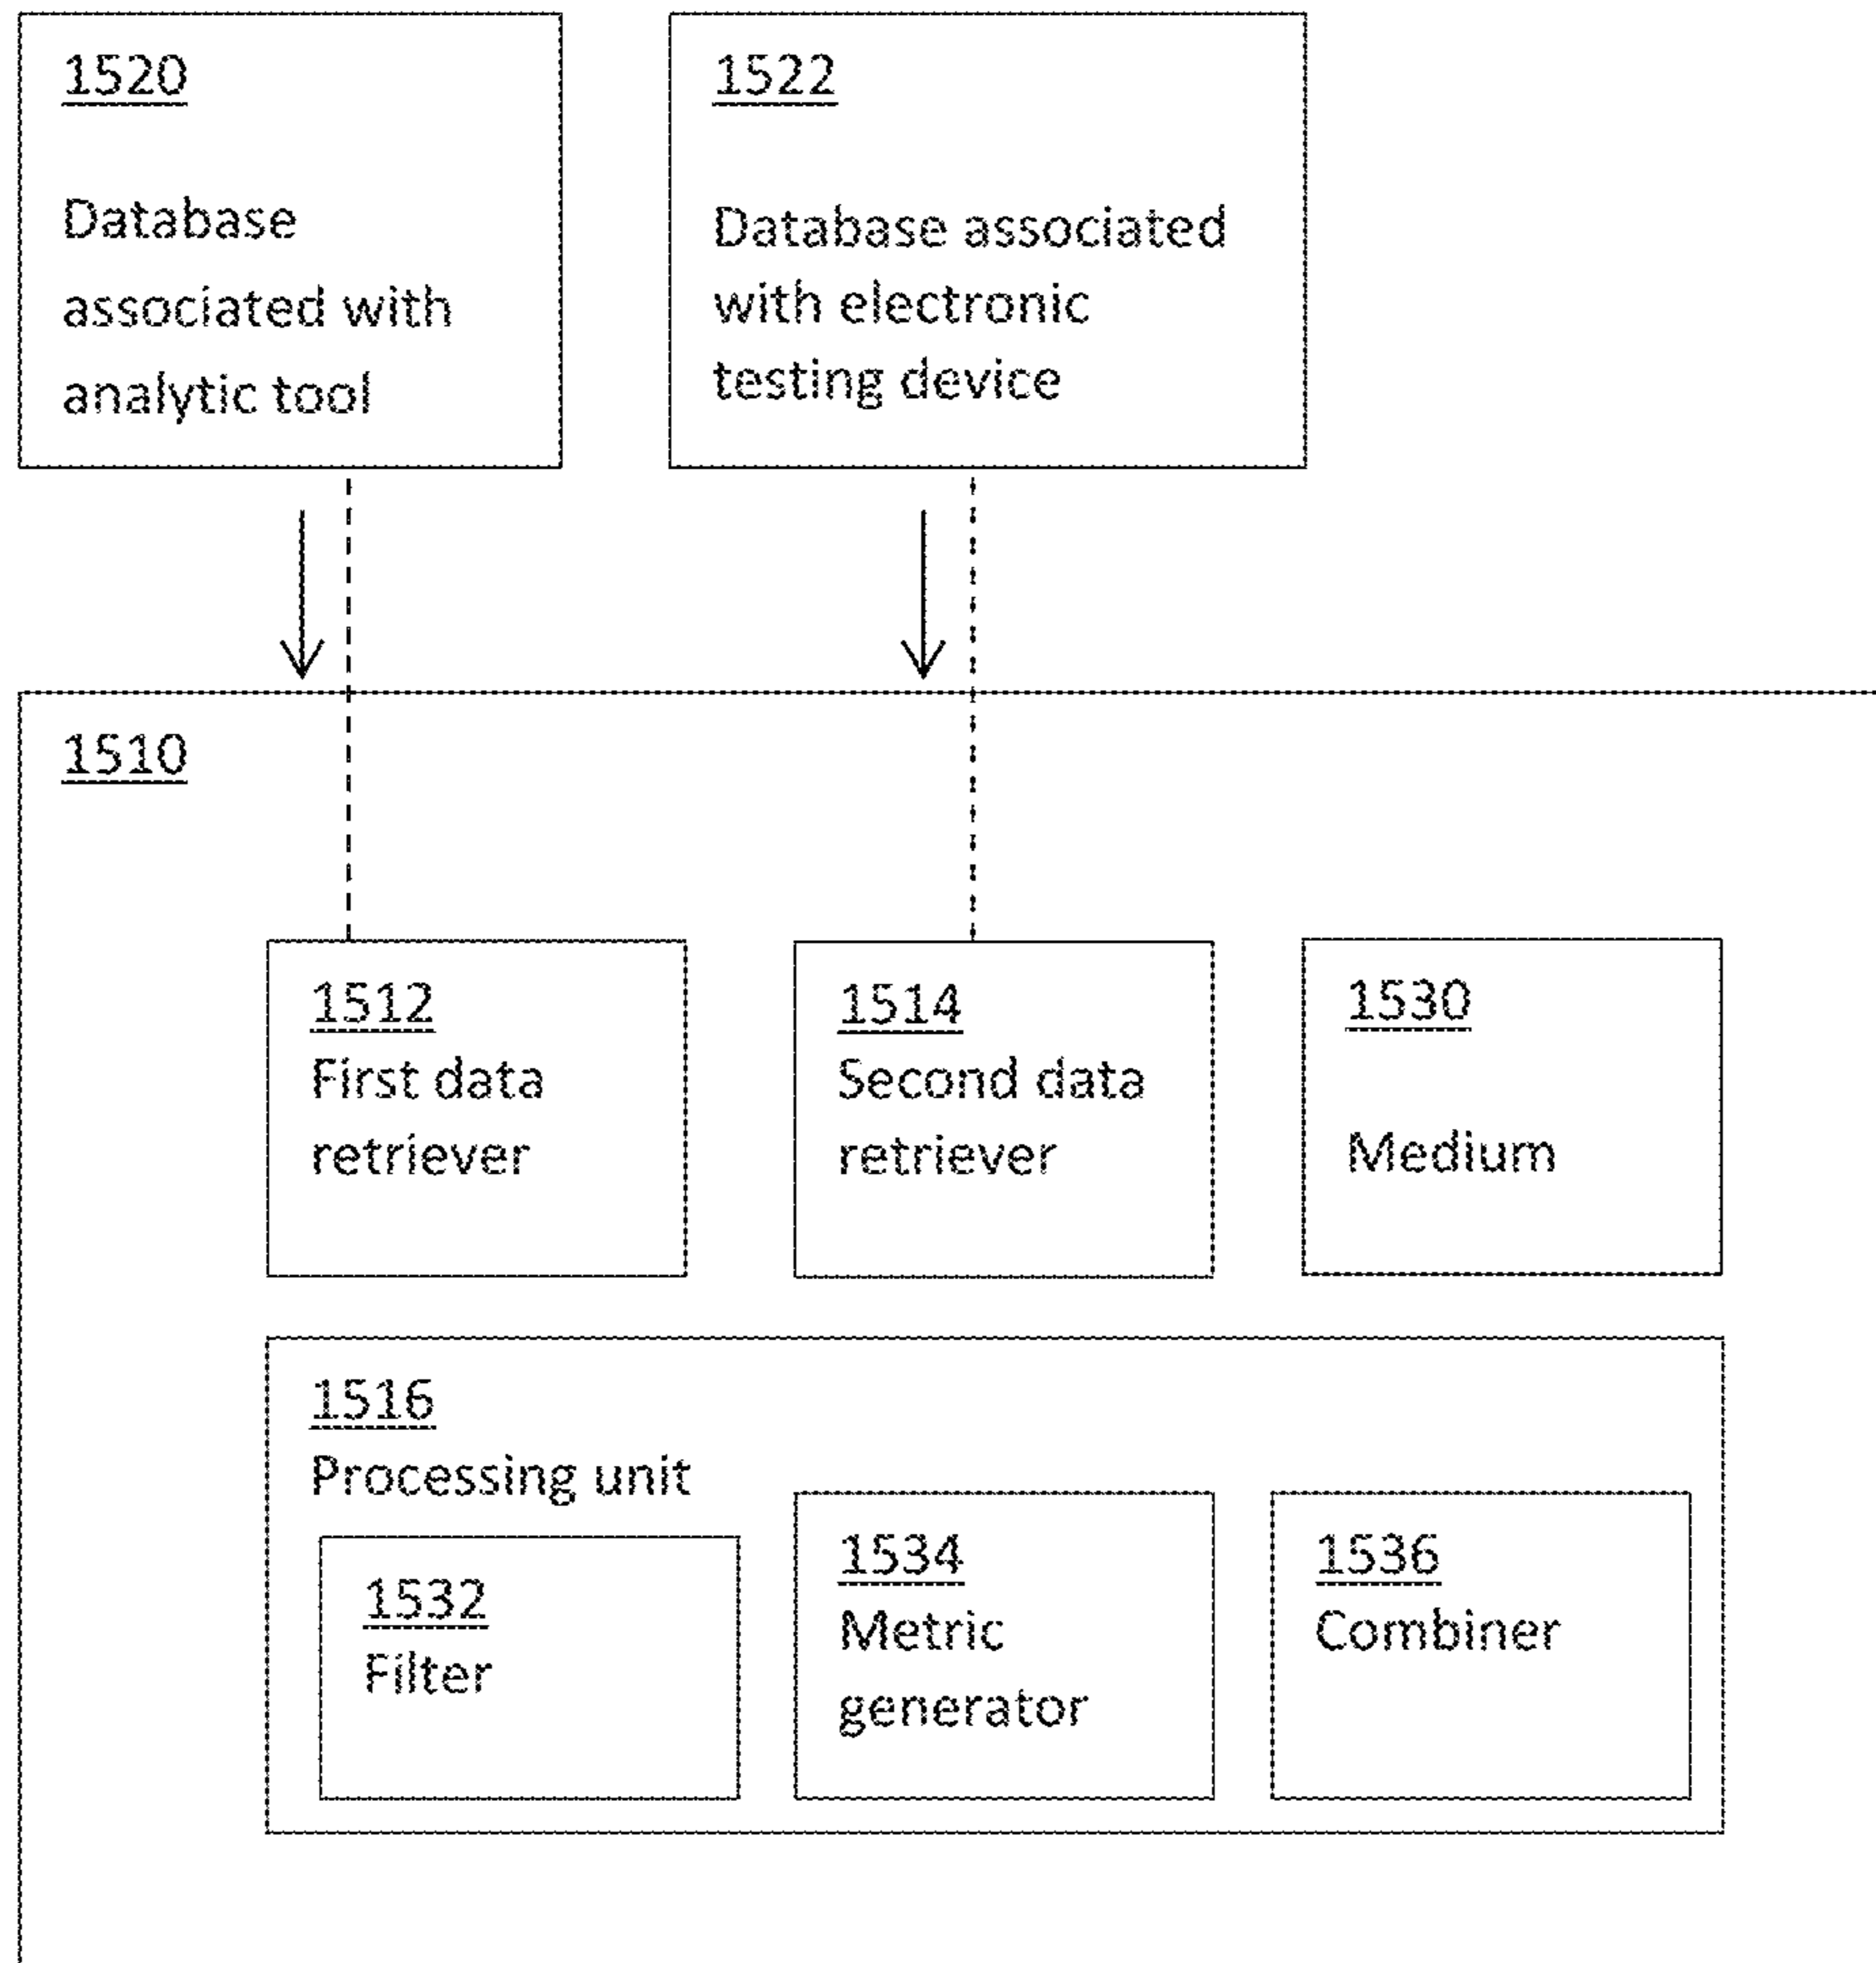 1520
Database
associated with
analytic tool
1522
Database associated
with electronic
testing device
1510
1512
First data
retriever
1514
Second data
retriever
1530
Medium
1516
Processing unit
1532
Filter
1534
Metric
generator
1536
Combiner